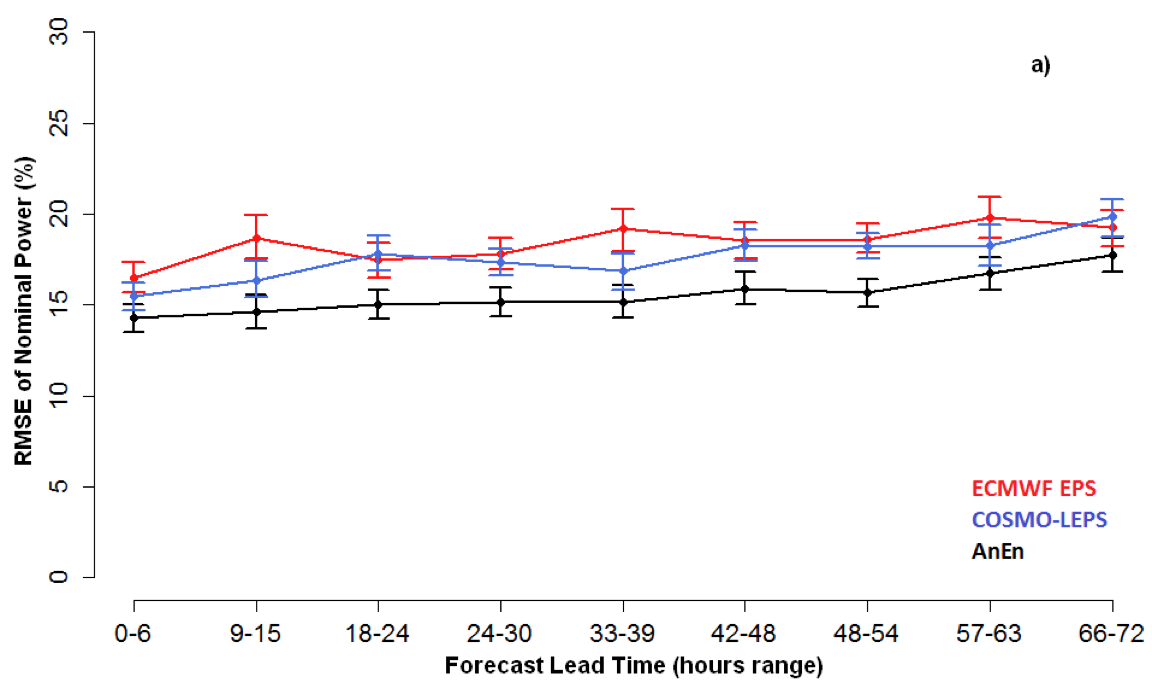 a)
30
25
20
15
10
5
0
RMSE of Nominal Power (%)
ECMWF EPS
COSMO-LEPS
AnEn
0-6 9-15 18-24 24-30 33-39 42-48 48-54 57-63 66-72
Forecast Lead Time (hours range)